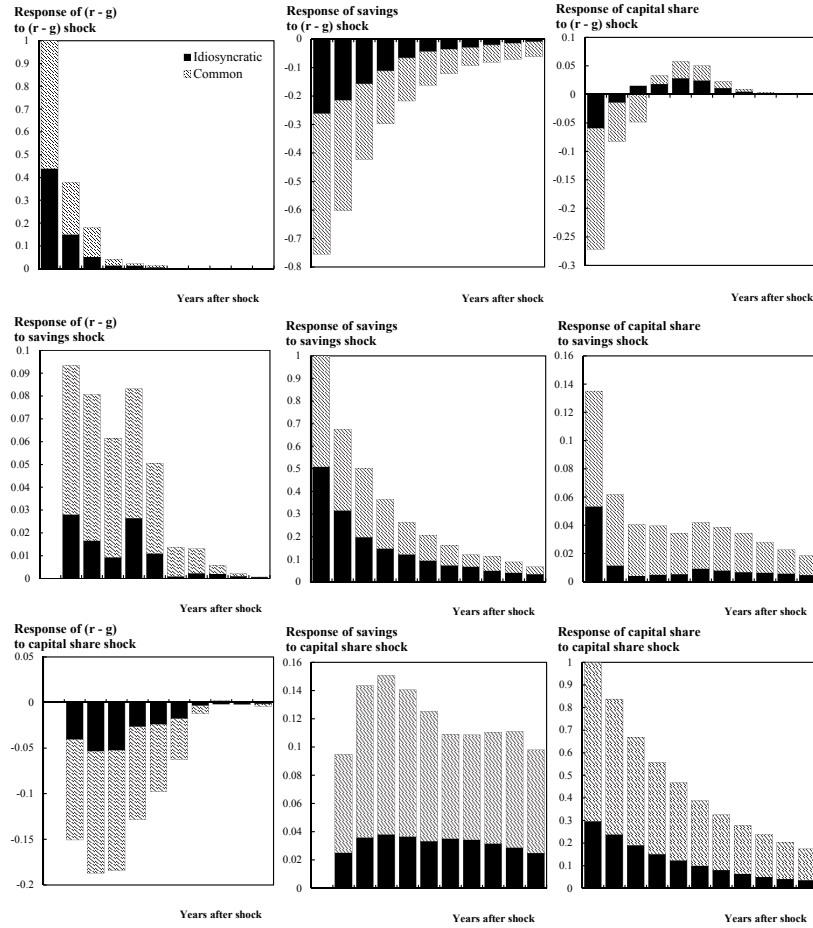 Response of (r - g)
to (r - g) shock
1
0.9
0.8
0.7
0.6
0.5
0.4
0.3
0.2
0.1
0
Idiosyncratic
Common
Years after shock
Response of savings
to (r - g) shock
0
-0.1
-0.2
-0.3
-0.4
-0.5
-0.6
-0.7
-0.8
Years after shock
Response of capital share
to (r - g) shock
0.1
0.05
0
-0.05
-0.1
-0.15
-0.2
-0.25
-0.3
Years after shock
Response of (r - g)
to savings shock
0.1
0.09
0.08
0.07
0.06
0.05
0.04
0.03
0.02
0.01
0
Years after shock
Response of savings
to savings shock
1
0.9
0.8
0.7
0.6
0.5
0.4
0.3
0.2
0.1
0
Years after shock
Response of capital share
to savings shock
0.16
0.14
0.12
0.1
0.08
0.06
0.04
0.02
0
Years after shock
Response of (r - g)
to capital share shock
0.05
0
-0.05
-0.1
-0.15
-0.2
Years after shock
Response of savings
to capital share shock
0.16
0.14
0.12
0.1
0.08
0.06
0.04
0.02
0
Years after shock
Response of capital share
to capital share shock
1
0.9
0.8
0.7
0.6
0.5
0.4
0.3
0.2
0.1
0
Years after shock